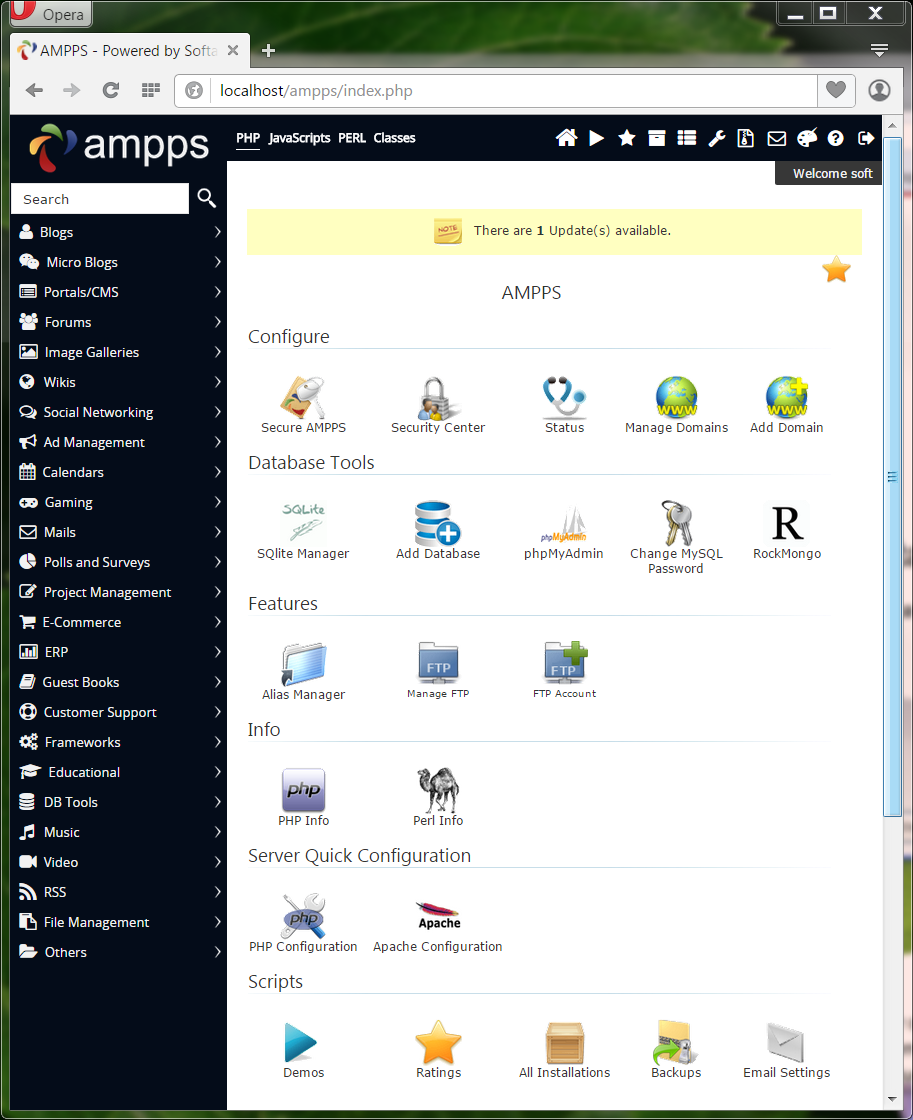 Opera
AMPPS - Powered by Softa
localhost/ampps/index.php
ampps
PHP JavaScripts PERL Classes
Welcome soft
Search
Blogs
Micro Blogs
Portals/CMS
Forums
Image Galleries
Wikis
Social Networking
Ad Management
Calendars
Gaming
Mails
Polls and Surveys
Project Management
E-Commerce
ERP
Guest Books
Customer Support
Frameworks
Educational
DB Tools
Music
Video
RSS
File Management
Others
NOTE
There are 1 Update(s) available.
AMPPS
Configure
WWW WWW
Secure AMPPS Security Center Status Manage Domains Add Domain
Database Tools
SQLite phpMyAdmin R
SQlite Manager Add Database phpMyAdmin Change MySQL Password RockMongo
Features
FTP FTP
Alias Manager Manage FTP FTP Account
Info
php
PHP Info Perl Info
Server Quick Configuration
php Apache
PHP Configuration Apache Configuration
Scripts
Demos Ratings All Installations Backups Email Settings